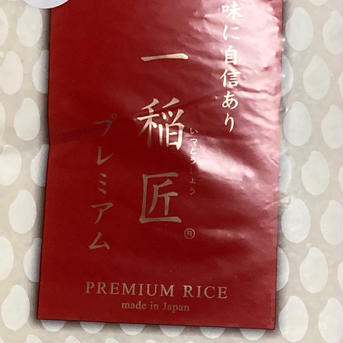 味に自信あり
一稲匠®
いっとうしょう
プレミアム
PREMIUM RICE
made in Japan